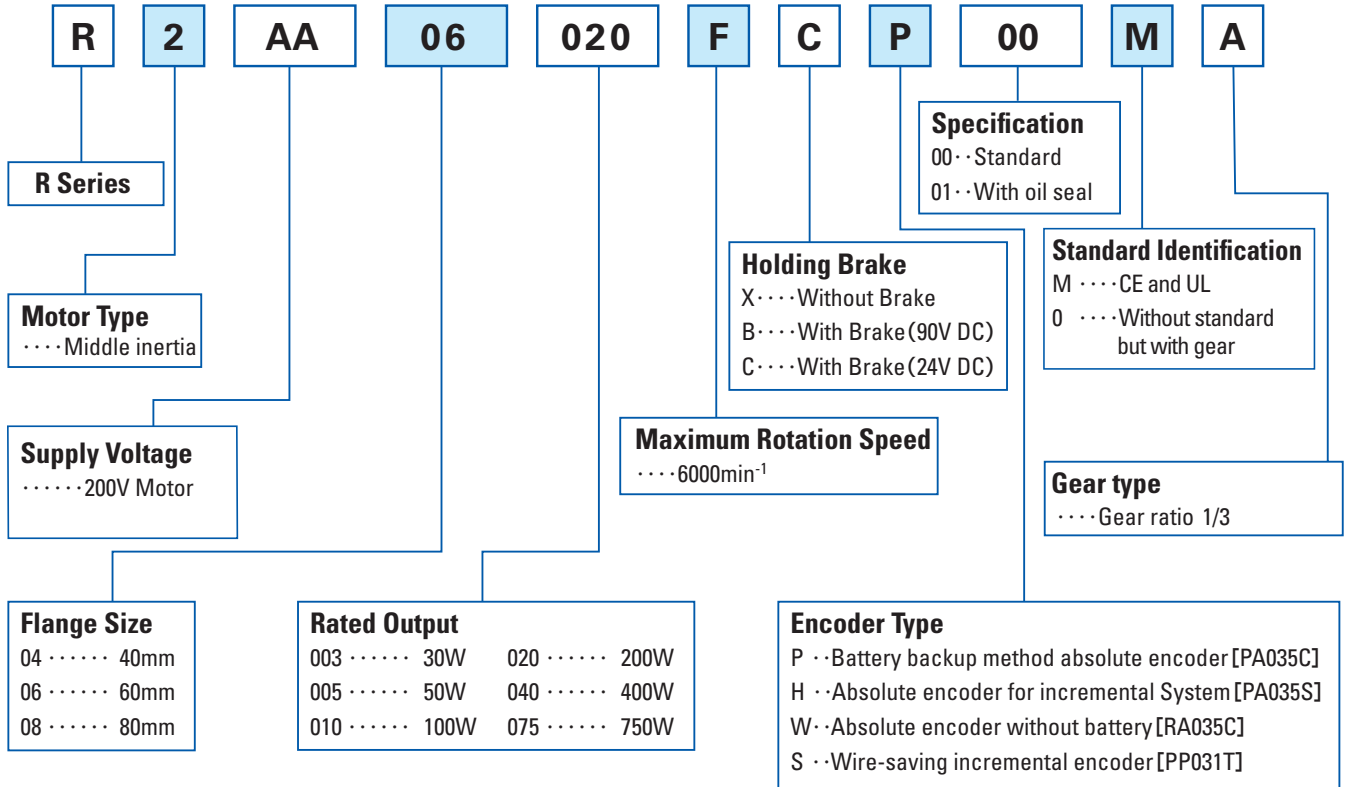 R 2 AA 06 020 F C P 00 M A
R Series
Motor Type
····Middle inertia
Supply Voltage
······200V Motor
Flange Size
04 ······ 40mm
06 ······ 60mm
08 ······ 80mm
Rated Output
003 ······ 30W 020 ······ 200W
005 ······ 50W 040 ······ 400W
010 ······ 100W 075 ······ 750W
Maximum Rotation Speed
····6000min⁻¹
Holding Brake
X····Without Brake
B····With Brake(90V DC)
C····With Brake(24V DC)
Encoder Type
P ··Battery backup method absolute encoder[PA035C]
H ··Absolute encoder for incremental System[PA035S]
W··Absolute encoder without battery[RA035C]
S ··Wire-saving incremental encoder[PP031T]
Specification
00··Standard
01··With oil seal
Standard Identification
M ····CE and UL
0 ····Without standard
but with gear
Gear type
····Gear ratio 1/3